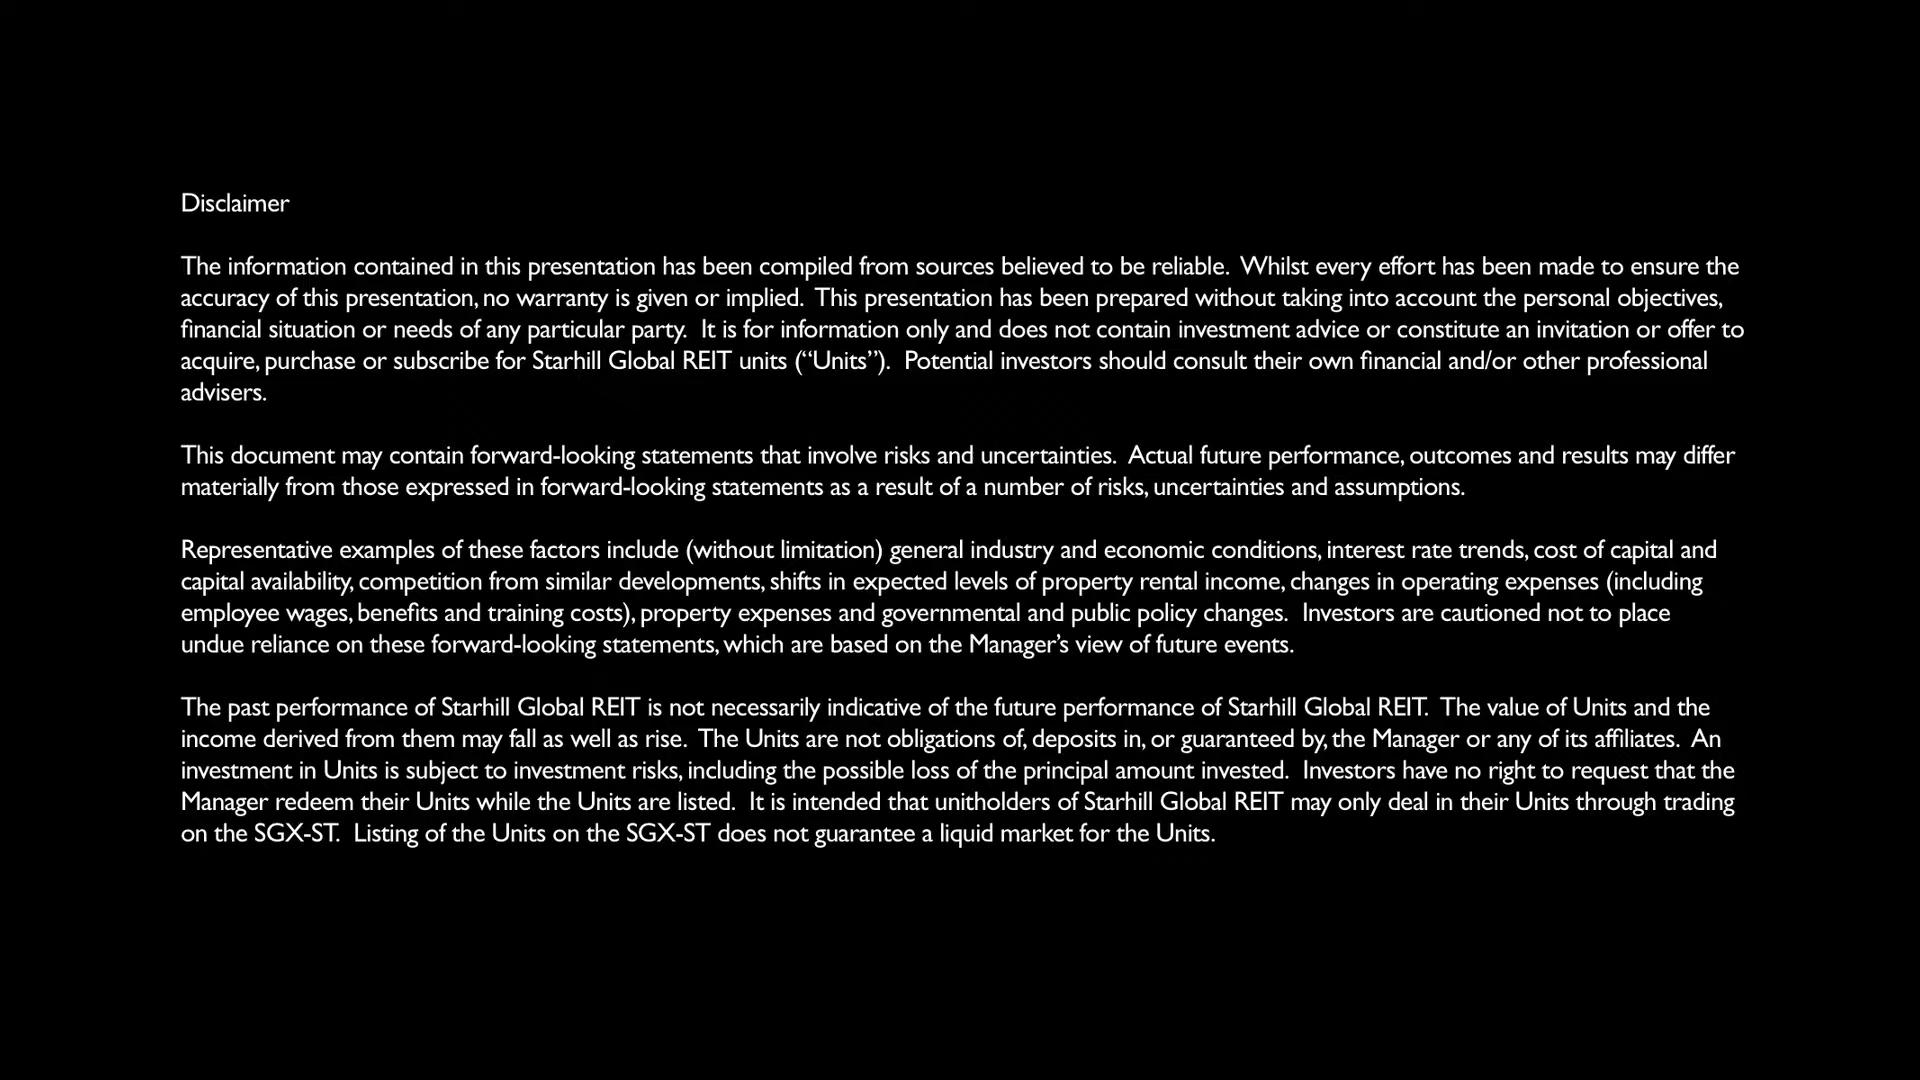 Disclaimer
The information contained in this presentation has been compiled from sources believed to be reliable.  Whilst every effort has been made to ensure the
accuracy of this presentation, no warranty is given or implied.  This presentation has been prepared without taking into account the personal objectives,
financial situation or needs of any particular party.  It is for information only and does not contain investment advice or constitute an invitation or offer to
acquire, purchase or subscribe for Starhill Global REIT units (“Units”).  Potential investors should consult their own financial and/or other professional
advisers.
This document may contain forward-looking statements that involve risks and uncertainties.  Actual future performance, outcomes and results may differ
materially from those expressed in forward-looking statements as a result of a number of risks, uncertainties and assumptions.
Representative examples of these factors include (without limitation) general industry and economic conditions, interest rate trends, cost of capital and
capital availability, competition from similar developments, shifts in expected levels of property rental income, changes in operating expenses (including
employee wages, benefits and training costs), property expenses and governmental and public policy changes.  Investors are cautioned not to place
undue reliance on these forward-looking statements, which are based on the Manager’s view of future events.
The past performance of Starhill Global REIT is not necessarily indicative of the future performance of Starhill Global REIT.  The value of Units and the
income derived from them may fall as well as rise.  The Units are not obligations of, deposits in, or guaranteed by, the Manager or any of its affiliates.  An
investment in Units is subject to investment risks, including the possible loss of the principal amount invested.  Investors have no right to request that the
Manager redeem their Units while the Units are listed.  It is intended that unitholders of Starhill Global REIT may only deal in their Units through trading
on the SGX-ST.  Listing of the Units on the SGX-ST does not guarantee a liquid market for the Units.